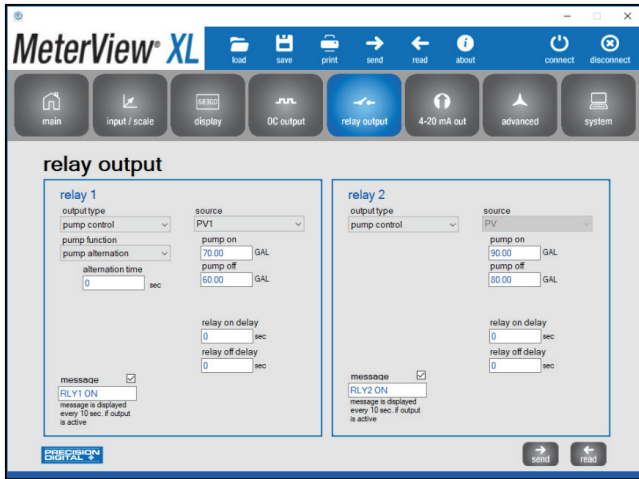 MeterView® XL
load save print send read about connect disconnect
main input / scale 68300 display OC output relay output 4-20 mA out advanced system
relay output
relay 1
output type source
pump control PV1
pump function pump on
pump alternation 70.00 GAL
alternation time pump off
0 sec 60.00 GAL
relay on delay
0 sec
relay off delay
0 sec
message
RLY1 ON
message is displayed
every 10 sec. if output
is active
relay 2
output type source
pump control PV
pump on
90.00 GAL
pump off
80.00 GAL
relay on delay
0 sec
relay off delay
0 sec
message
RLY2 ON
message is displayed
every 10 sec. if output
is active
PRECISION
DIGITAL
send read